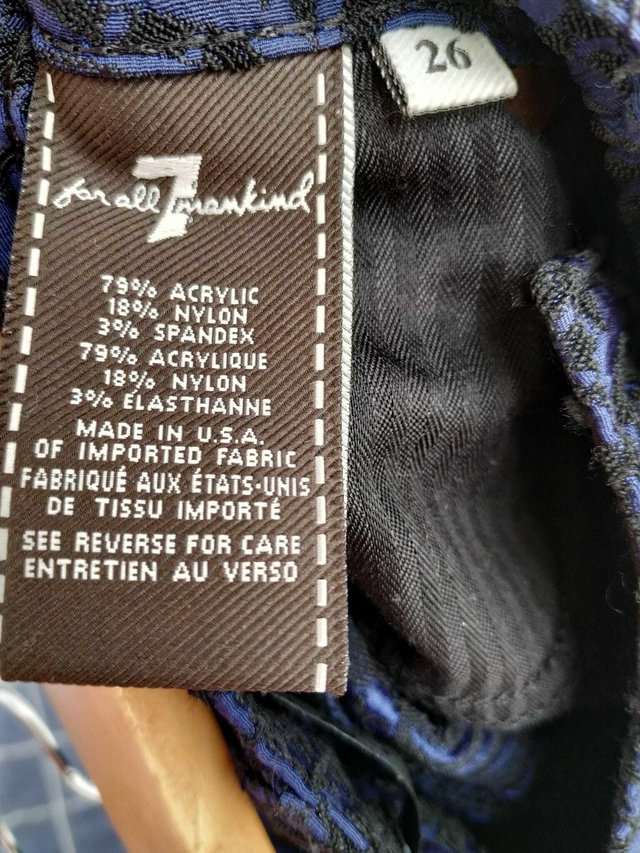 26
for all 7 mankind
79% ACRYLIC
18% NYLON
3% SPANDEX
79% ACRYLIQUE
18% NYLON
3% ELASTHANNE
MADE IN U.S.A.
OF IMPORTED FABRIC
FABRIQUÉ AUX ÉTATS-UNIS
DE TISSU IMPORTÉ
SEE REVERSE FOR CARE
ENTRETIEN AU VERSO